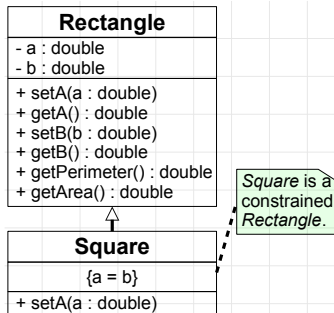 Rectangle
- a : double
- b : double
+ setA(a : double)
+ getA() : double
+ setB(b : double)
+ getB() : double
+ getPerimeter() : double
+ getArea() : double
Square is a
constrained
Rectangle.
Square
{a = b}
+ setA(a : double)